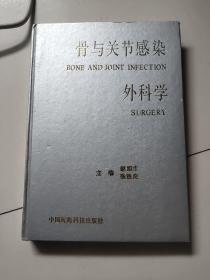 骨与关节感染
BONE AND JOINT INFECTION
外科学
SURGERY
主编
中国医药科技出版社